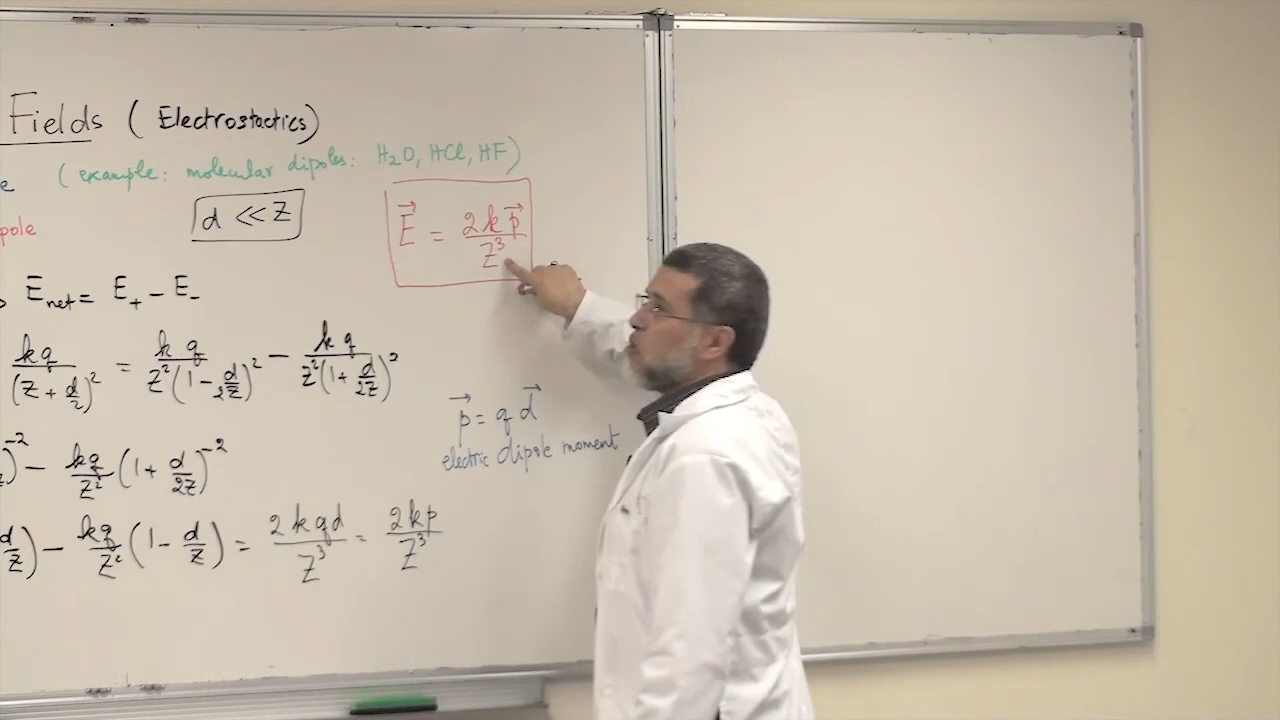 Fields (Electrostactics)
(example: molecular dipoles: H₂O, HCl, HF)
d << Z
E⃗ = 2kp⃗ / Z³
E_net = E₊ − E₋
kq / (Z + d/2)² = kq / Z²(1 − d/2Z)² − kq / Z²(1 + d/2Z)²
p⃗ = q d⃗
electric dipole moment
)⁻² − kq/Z² (1 + d/2Z)⁻²
d/Z) − kq/Z² (1 − d/Z) = 2kqd / Z³ = 2kp / Z³